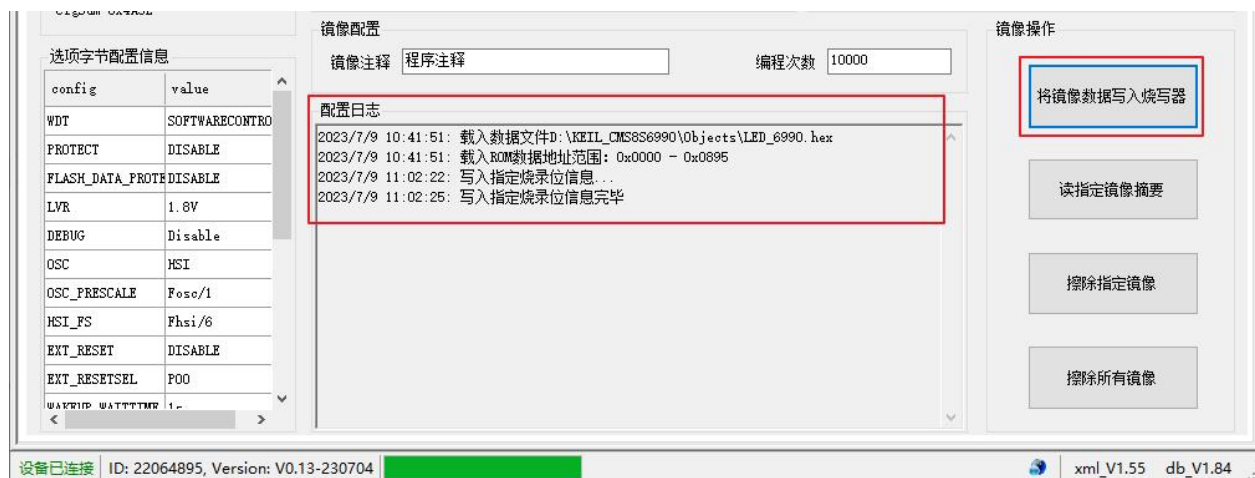 镜像配置
镜像操作
选项字节配置信息
镜像注释 程序注释 编程次数 10000
将镜像数据写入烧写器
config value
WDT SOFTWARECONTRO
PROTECT DISABLE
FLASH_DATA_PROTE DISABLE
LVR 1.8V
DEBUG Disable
OSC HSI
OSC_PRESCALE Fosc/1
HSI_FS Fhsi/6
EXT_RESET DISABLE
EXT_RESETSEL P00
配置日志
2023/7/9 10:41:51: 载入数据文件D:\KEIL_CMS8S6990\Objects\LED_6990.hex
2023/7/9 10:41:51: 载入ROM数据地址范围: 0x0000 - 0x0895
2023/7/9 11:02:22: 写入指定烧录位信息...
2023/7/9 11:02:25: 写入指定烧录位信息完毕
读指定镜像摘要
擦除指定镜像
擦除所有镜像
设备已连接 ID: 22064895, Version: V0.13-230704 xml_V1.55 db_V1.84